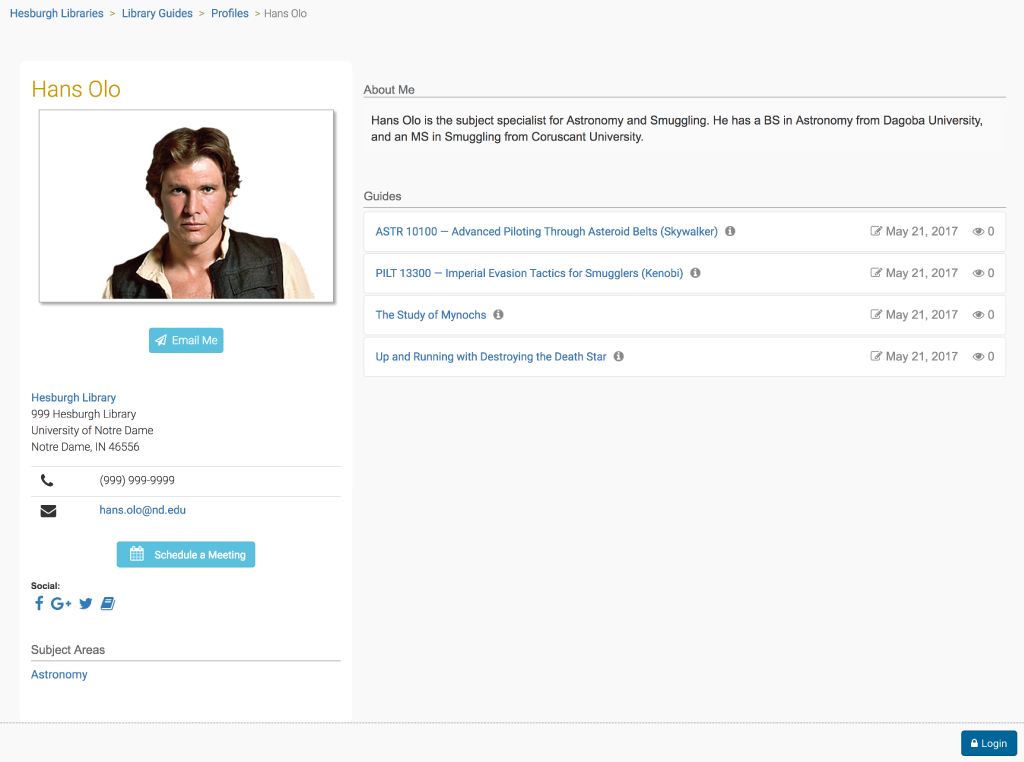 Hesburgh Libraries > Library Guides > Profiles > Hans Olo
Hans Olo
Email Me
Hesburgh Library
999 Hesburgh Library
University of Notre Dame
Notre Dame, IN 46556
(999) 999-9999
hans.olo@nd.edu
Schedule a Meeting
Social:
Subject Areas
Astronomy
About Me
Hans Olo is the subject specialist for Astronomy and Smuggling. He has a BS in Astronomy from Dagoba University,
and an MS in Smuggling from Coruscant University.
Guides
ASTR 10100 — Advanced Piloting Through Asteroid Belts (Skywalker) May 21, 2017 0
PILT 13300 — Imperial Evasion Tactics for Smugglers (Kenobi) May 21, 2017 0
The Study of Mynochs May 21, 2017 0
Up and Running with Destroying the Death Star May 21, 2017 0
Login